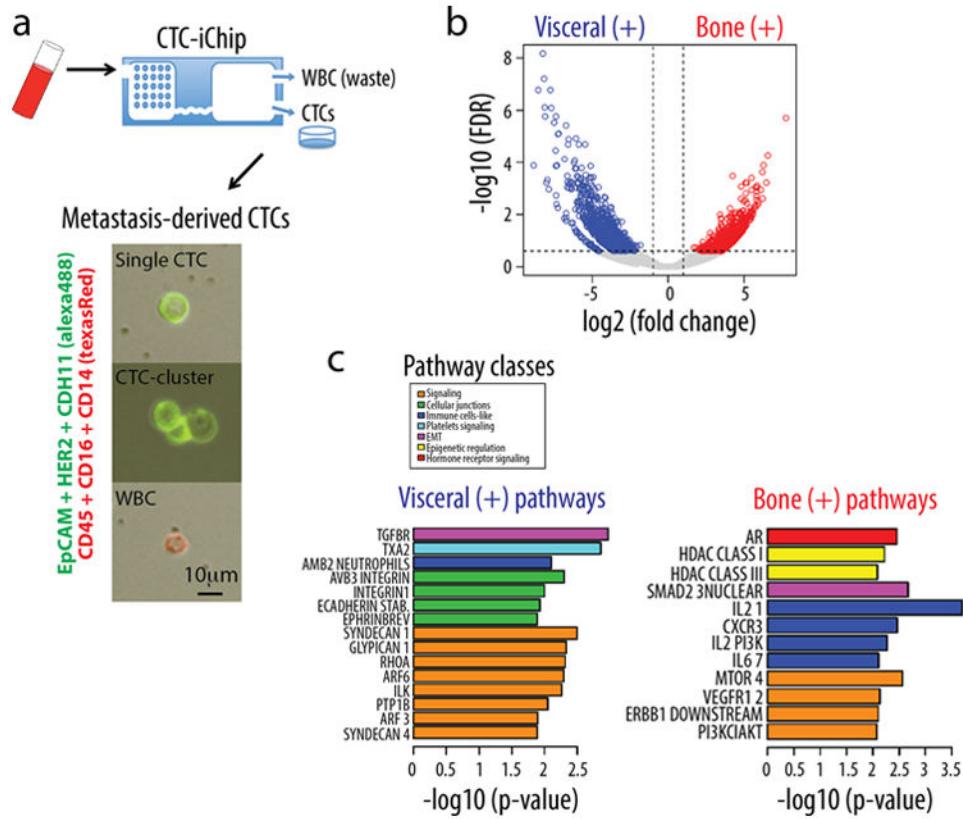 a
CTC-iChip
WBC (waste)
CTCs
Metastasis-derived CTCs
EpCAM + HER2 + CDH11 (alexa488)
CD45 + CD16 + CD14 (texasRed)
Single CTC
CTC-cluster
WBC
10µm
b
Visceral (+) Bone (+)
-log10 (FDR)
8
6
4
2
0
-5 0 5
log2 (fold change)
c
Pathway classes
Signaling
Cellular junctions
Immune cells-like
Platelets signaling
EMT
Epigenetic regulation
Hormone receptor signaling
Visceral (+) pathways
TGFBR
TXA2
AMB2 NEUTROPHILS
AVB3 INTEGRIN
INTEGRIN1
ECADHERIN STAB.
EPHRINBREV
SYNDECAN 1
GLYPICAN 1
RHOA
ARF6
ILK
PTP1B
ARF 3
SYNDECAN 4
0 0.5 1 1.5 2 2.5
-log10 (p-value)
Bone (+) pathways
AR
HDAC CLASS I
HDAC CLASS III
SMAD2 3NUCLEAR
IL2 1
CXCR3
IL2 PI3K
IL6 7
MTOR 4
VEGFR1 2
ERBB1 DOWNSTREAM
PI3KCIAKT
0 0.5 1 1.5 2 2.5 3 3.5
-log10 (p-value)